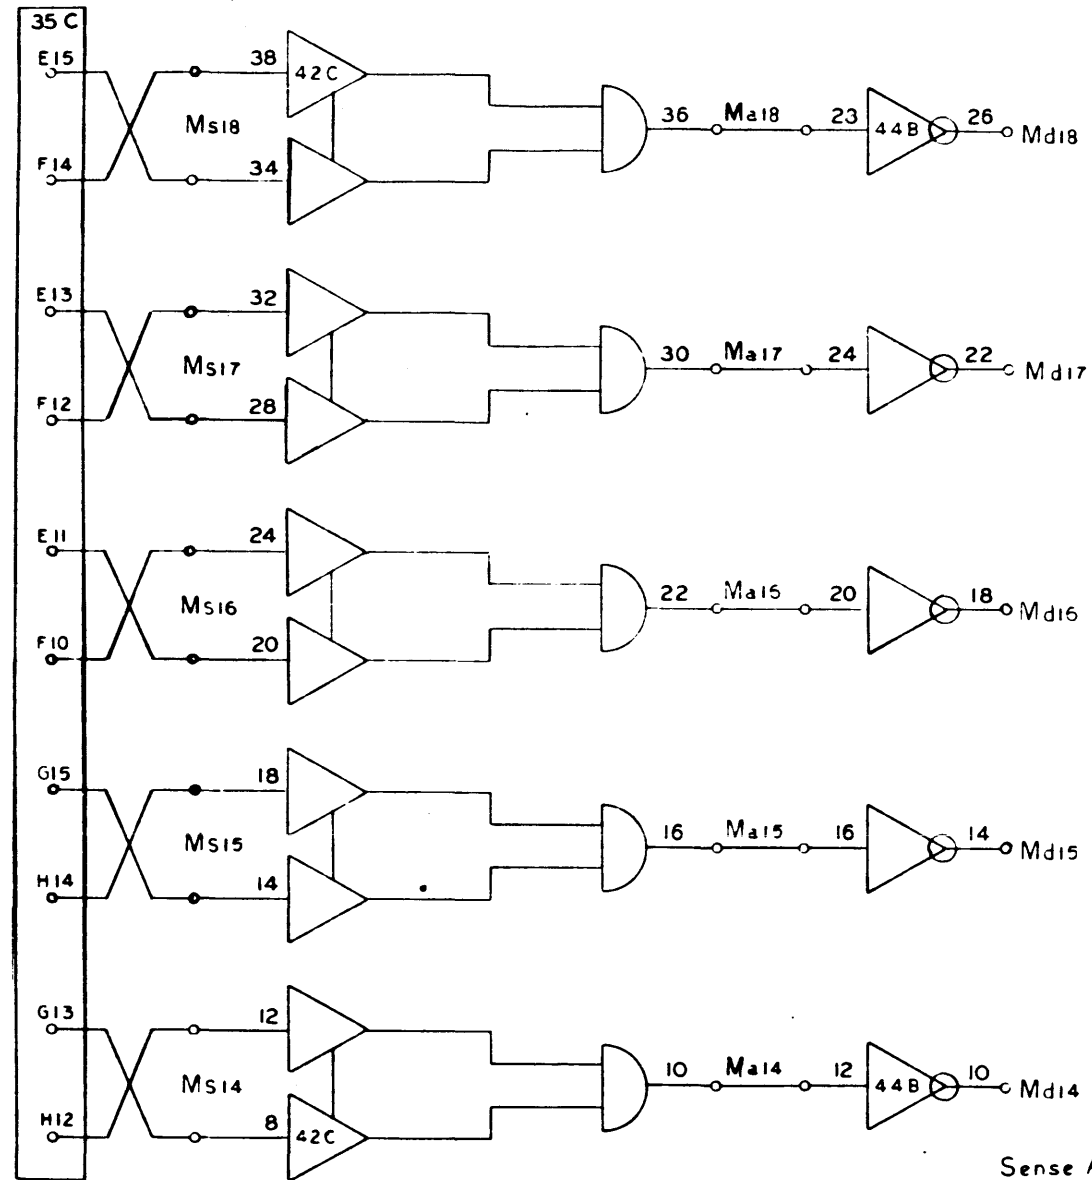 35C
E15 38 42C
Ms18 36 Ma18 23 44B 26 Md18
F14 34
E13 32
Ms17 30 Ma17 24 22 Md17
F12 28
E11 24
Ms16 22 Ma16 20 18 Md16
F10 20
G15 18
Ms15 16 Ma15 16 14 Md15
H14 14
G13 12
Ms14 10 Ma14 12 44B 10 Md14
H12 8 42C
Sense